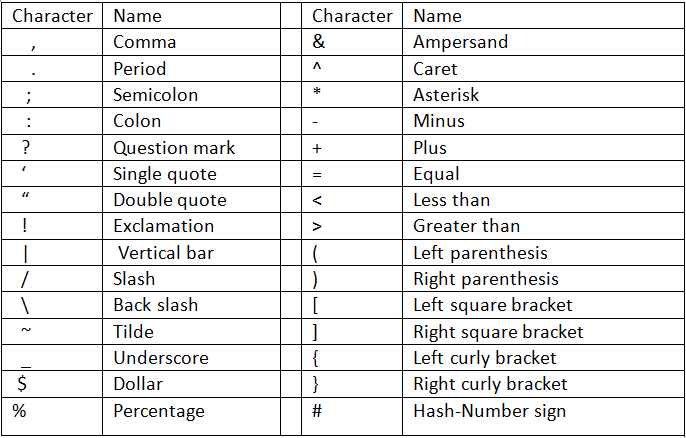 Character Name Character Name
, Comma & Ampersand
. Period ^ Caret
; Semicolon * Asterisk
: Colon - Minus
? Question mark + Plus
‘ Single quote = Equal
“ Double quote < Less than
! Exclamation > Greater than
| Vertical bar ( Left parenthesis
/ Slash ) Right parenthesis
\ Back slash [ Left square bracket
~ Tilde ] Right square bracket
_ Underscore { Left curly bracket
$ Dollar } Right curly bracket
% Percentage # Hash-Number sign